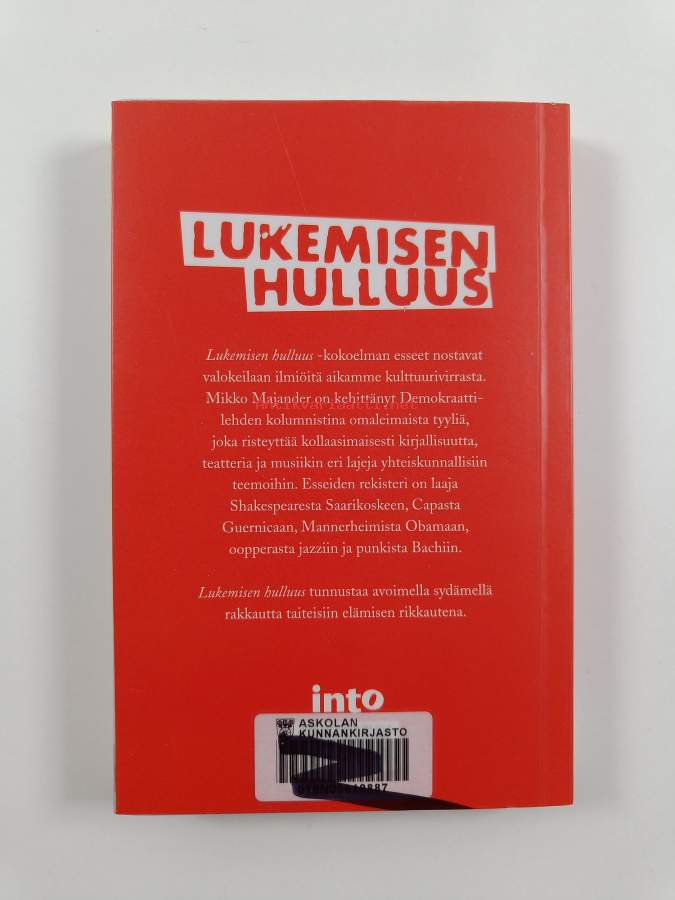 LUKEMISEN
HULLUUS
Lukemisen hulluus -kokoelman esseet nostavat
valokeilaan ilmiöitä aikamme kulttuurivirrasta.
Mikko Majander on kehittänyt Demokraatti-
antikvariaatti.net
lehden kolumnistina omaleimaista tyyliä,
joka risteyttää kollaasimaisesti kirjallisuutta,
teatteria ja musiikin eri lajeja yhteiskunnallisiin
teemoihin. Esseiden rekisteri on laaja
Shakespearesta Saarikoskeen, Capasta
Guernicaan, Mannerheimista Obamaan,
oopperasta jazziin ja punkista Bachiin.
Lukemisen hulluus tunnustaa avoimella sydämellä
rakkautta taiteisiin elämisen rikkautena.
into
ASKOLAN
KUNNANKIRJASTO